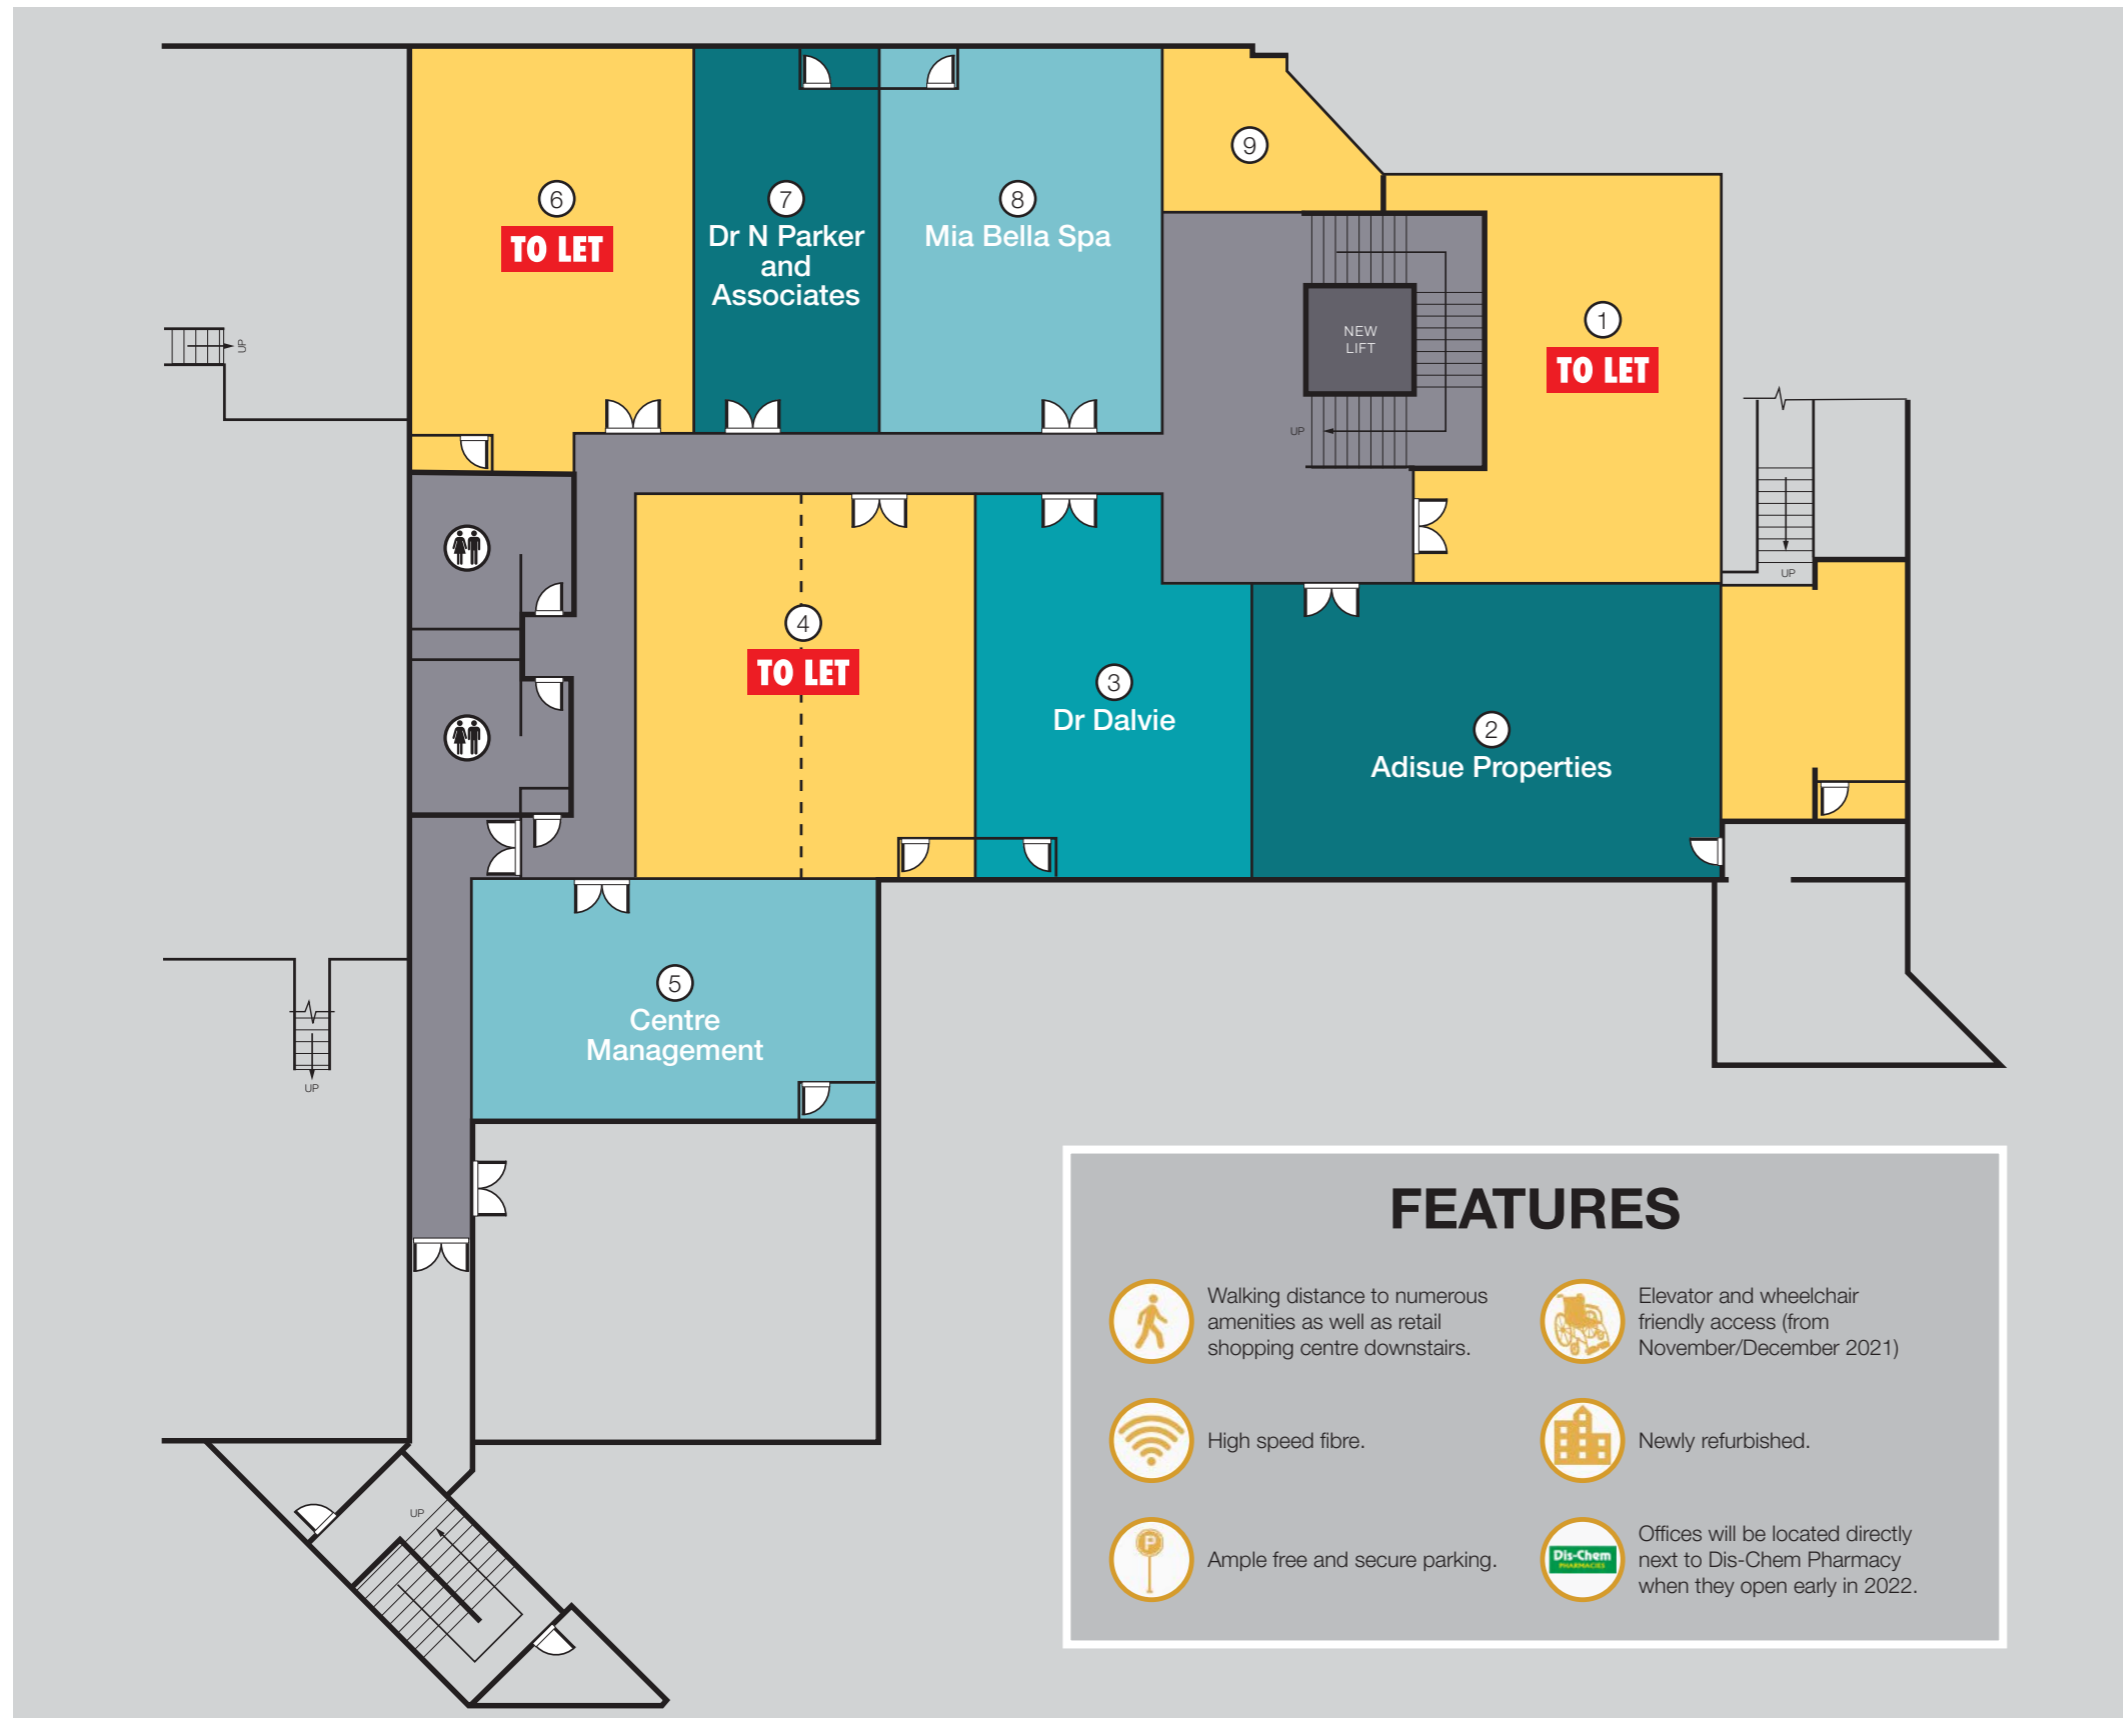 6
TO LET
7
Dr N Parker
and
Associates
8
Mia Bella Spa
9
NEW
LIFT
UP
1
TO LET
UP
UP
4
TO LET
3
Dr Dalvie
2
Adisue Properties
5
Centre
Management
UP
UP
FEATURES
Walking distance to numerous
amenities as well as retail
shopping centre downstairs.
Elevator and wheelchair
friendly access (from
November/December 2021)
High speed fibre.
Newly refurbished.
P
Ample free and secure parking.
Dis-Chem
PHARMACIES
Offices will be located directly
next to Dis-Chem Pharmacy
when they open early in 2022.